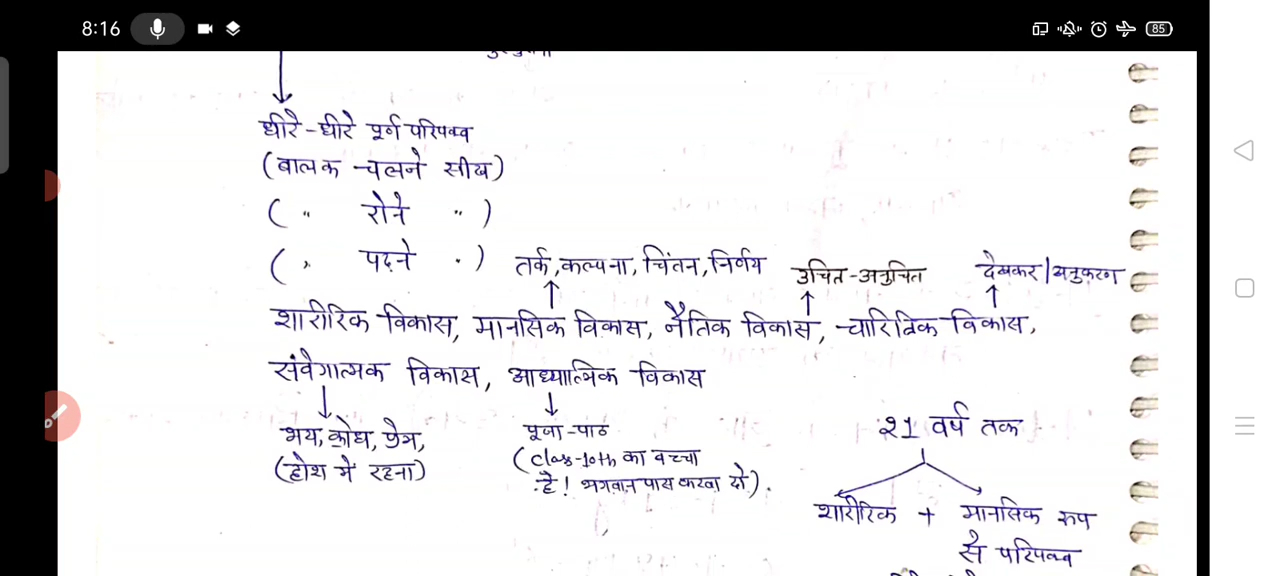 8:16
85
धीरे-धीरे पूर्ण परिपक्व
(बालक चलने सीख)
( " रोने " )
( " पढ़ने " )
तर्क, कल्पना, चिंतन, निर्णय
उचित-अनुचित
देखकर/अनुकरण
शारीरिक विकास, मानसिक विकास, नैतिक विकास, चारित्रिक विकास,
संवेगात्मक विकास, आध्यात्मिक विकास
भय, क्रोध, प्रेम,
(होश में रहना)
पूजा-पाठ
(class-10th का बच्चा
है! भगवान पास करवा दो).
21 वर्ष तक
शारीरिक + मानसिक रूप
से परिपक्व